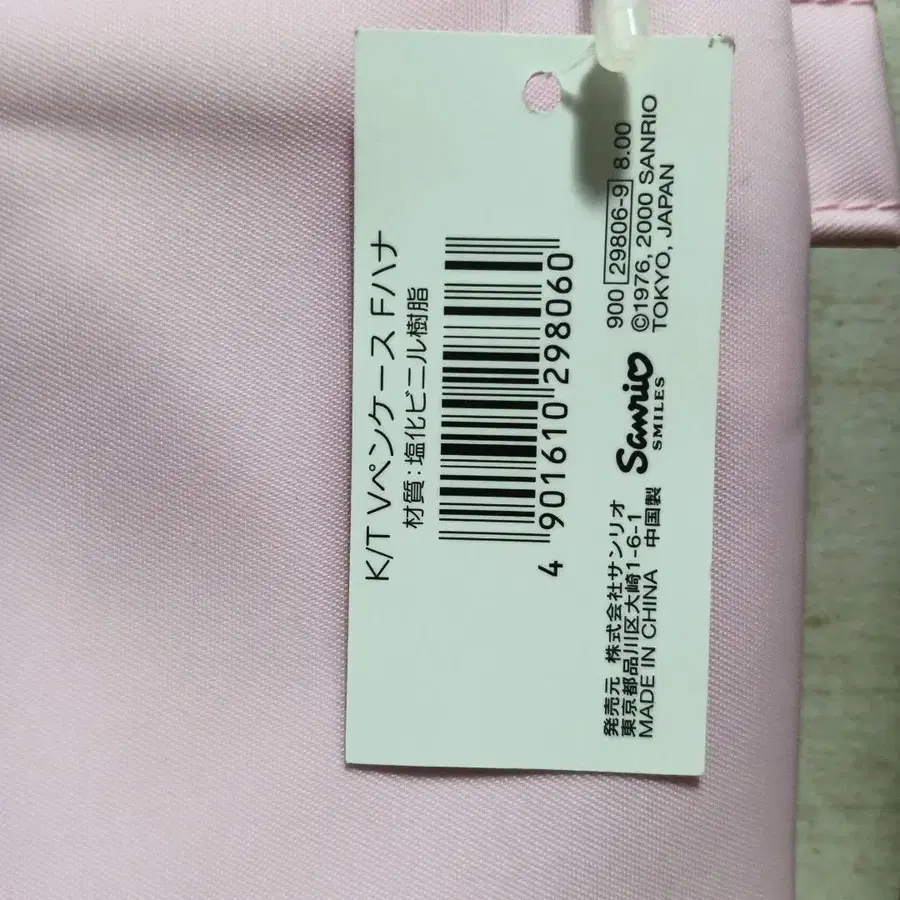 K/T Vペンケース Fハナ
材質:塩化ビニル樹脂
4 901610 298060
発売元 株式会社サンリオ
東京都品川区大崎1-6-1
MADE IN CHINA 中国製
Sanrio
SMILES
900 29806-9 8.00
©1976, 2000 SANRIO
TOKYO, JAPAN